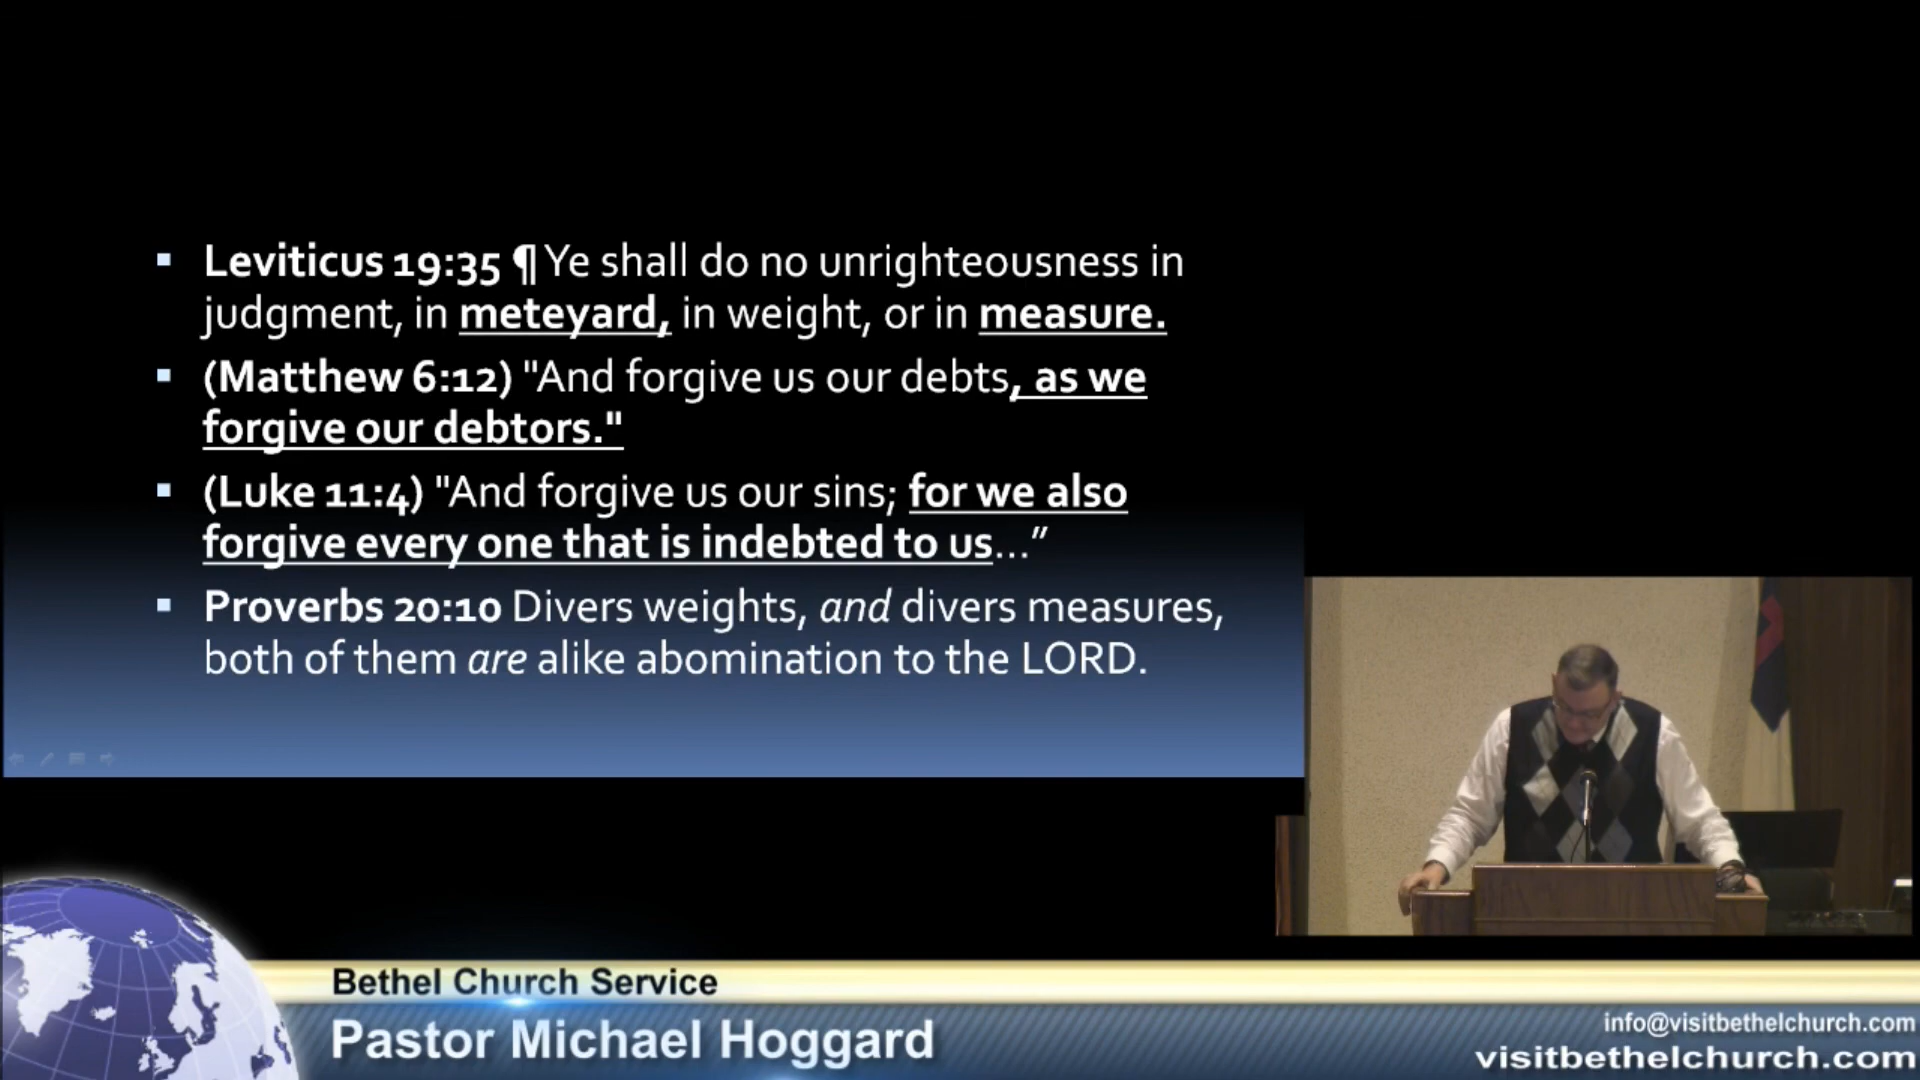 ▪ Leviticus 19:35 ¶ Ye shall do no unrighteousness in
judgment, in meteyard, in weight, or in measure.
▪ (Matthew 6:12) "And forgive us our debts, as we
forgive our debtors."
▪ (Luke 11:4) "And forgive us our sins; for we also
forgive every one that is indebted to us…”
▪ Proverbs 20:10 Divers weights, and divers measures,
both of them are alike abomination to the LORD.
Bethel Church Service
Pastor Michael Hoggard
info@visitbethelchurch.com
visitbethelchurch.com